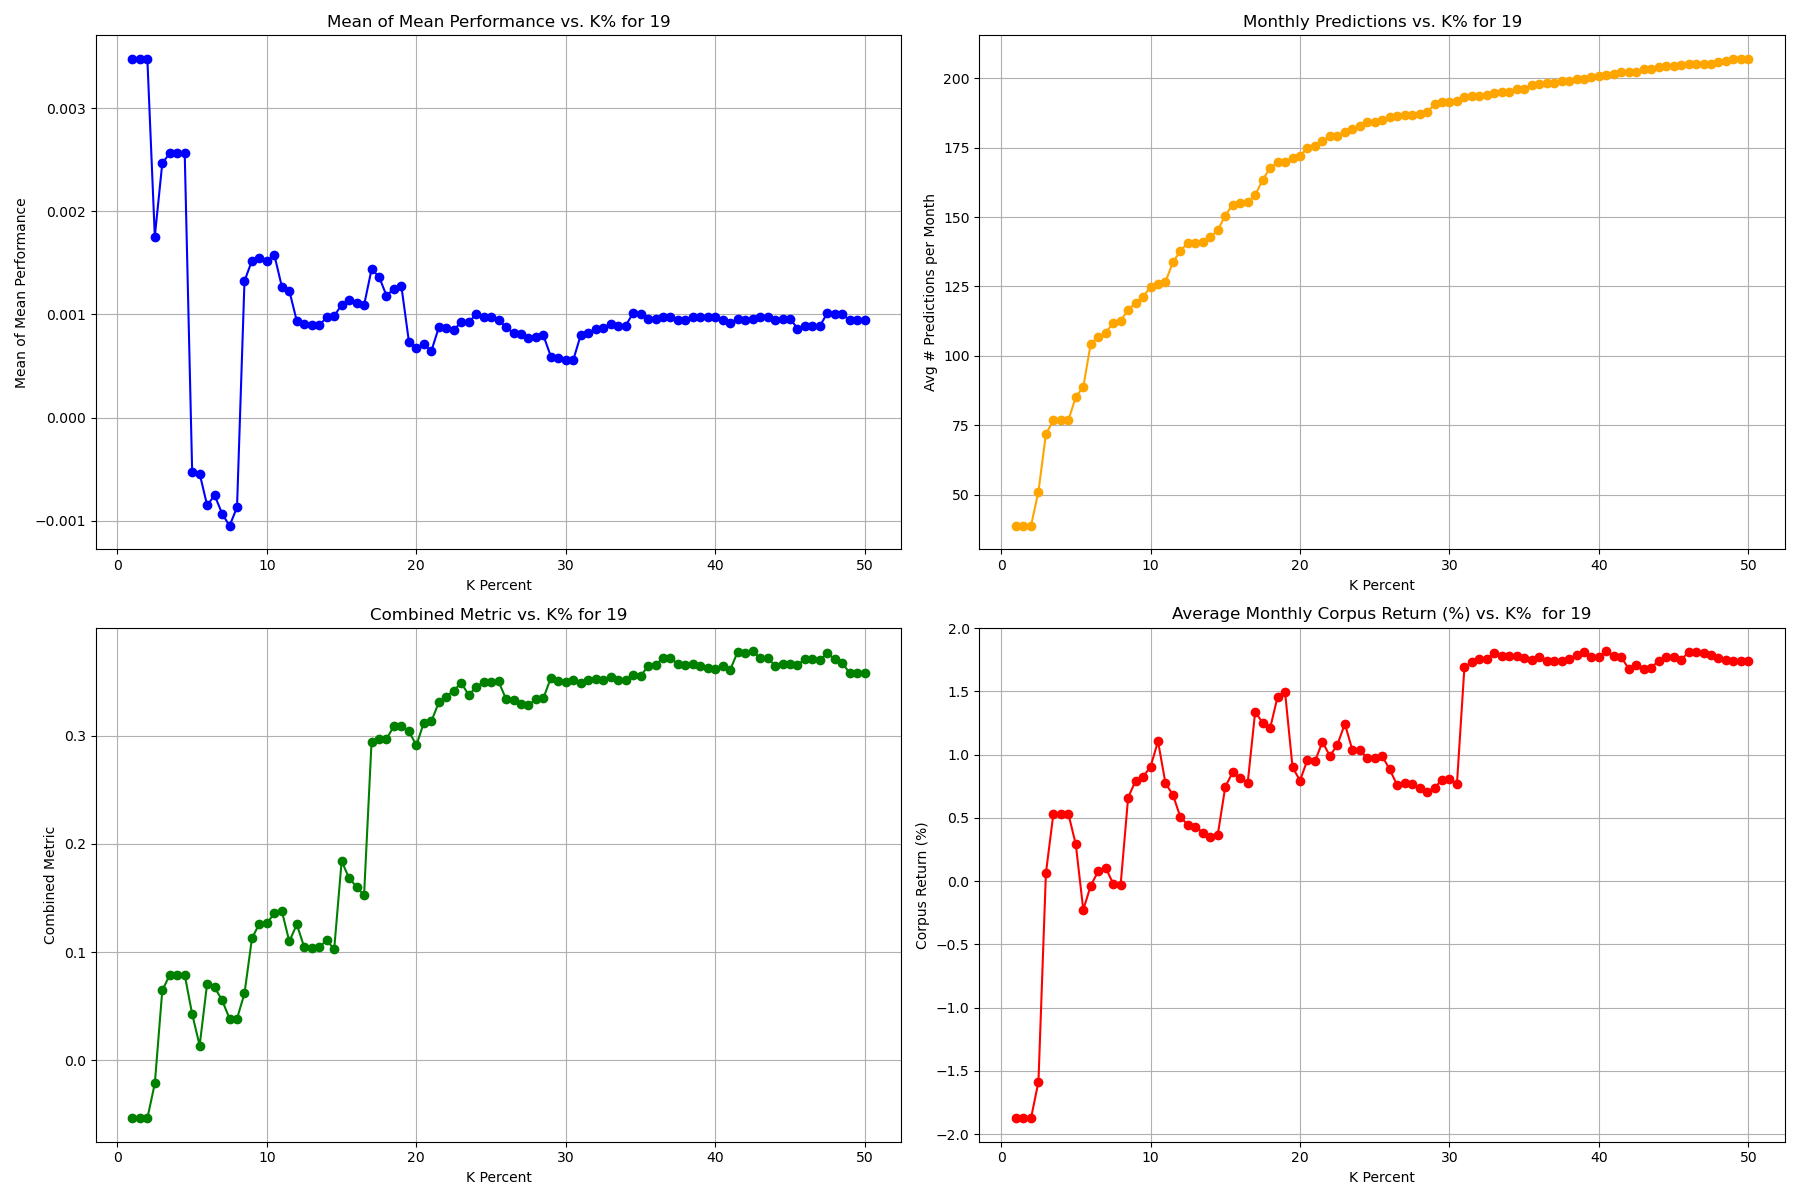 Mean of Mean Performance vs. K% for 19
Mean of Mean Performance
0.003
0.002
0.001
0.000
−0.001
0 10 20 30 40 50
K Percent
Monthly Predictions vs. K% for 19
Avg # Predictions per Month
200
175
150
125
100
75
50
0 10 20 30 40 50
K Percent
Combined Metric vs. K% for 19
Combined Metric
0.3
0.2
0.1
0.0
0 10 20 30 40 50
K Percent
Average Monthly Corpus Return (%) vs. K% for 19
Corpus Return (%)
2.0
1.5
1.0
0.5
0.0
−0.5
−1.0
−1.5
−2.0
0 10 20 30 40 50
K Percent